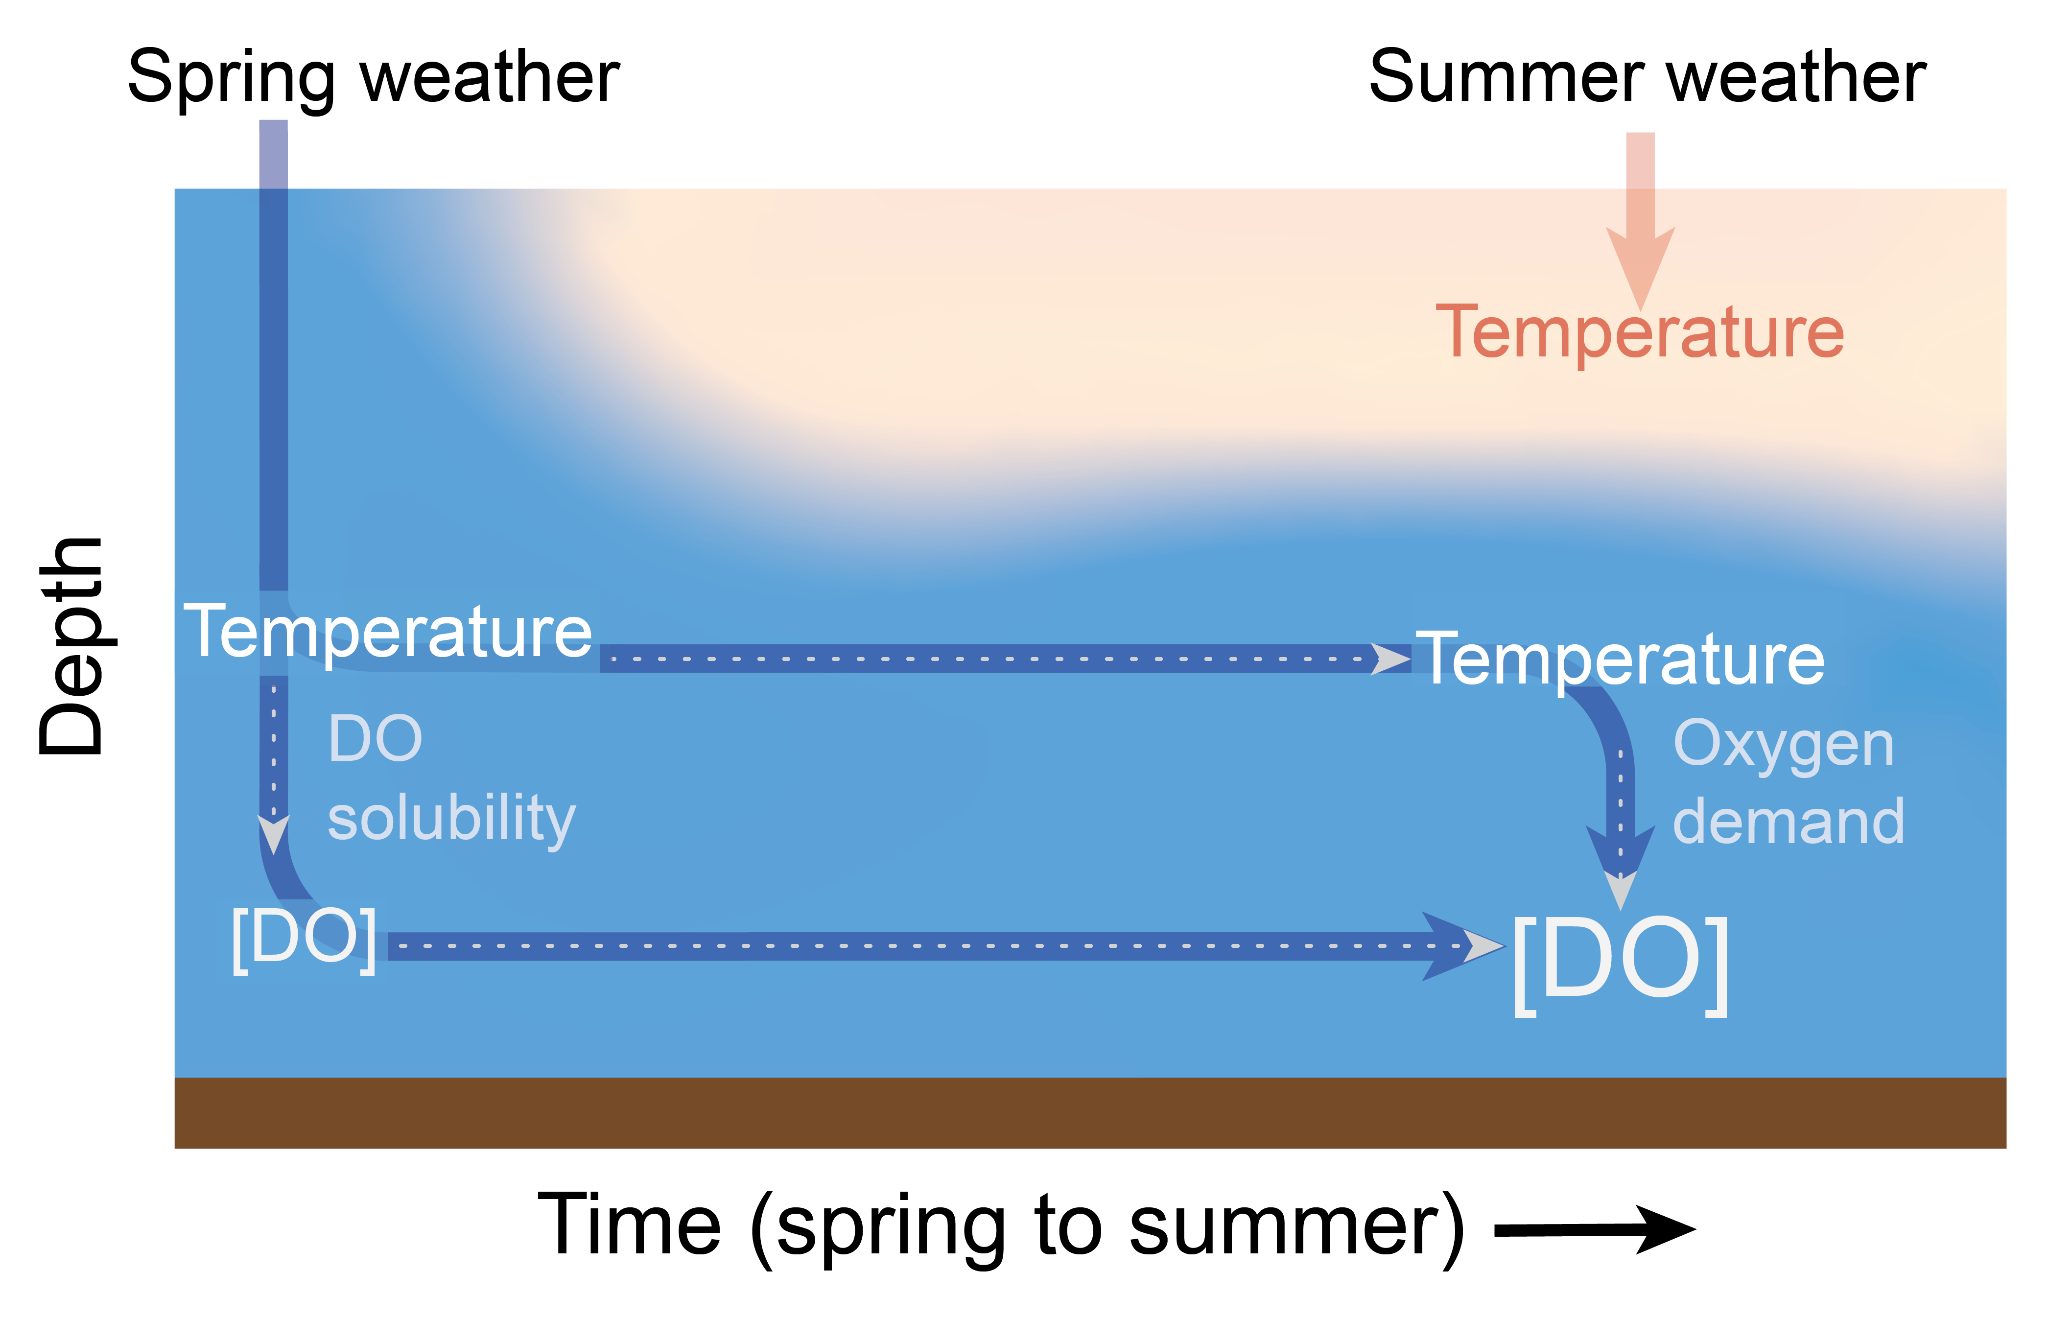 Spring weather
Summer weather
Temperature
Depth
Temperature
Temperature
DO
solubility
Oxygen
demand
[DO]
[DO]
Time (spring to summer)